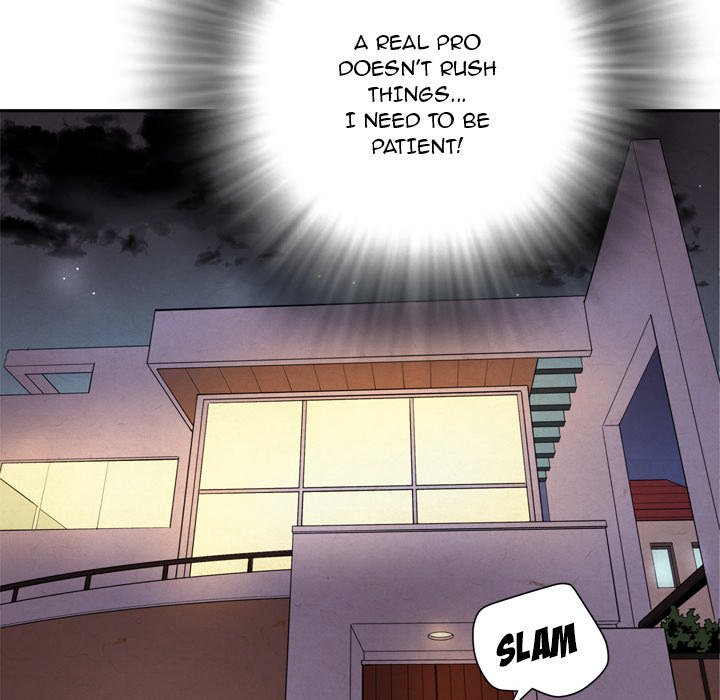 A REAL PRO
DOESN'T RUSH
THINGS...
I NEED TO BE
PATIENT!
SLAM